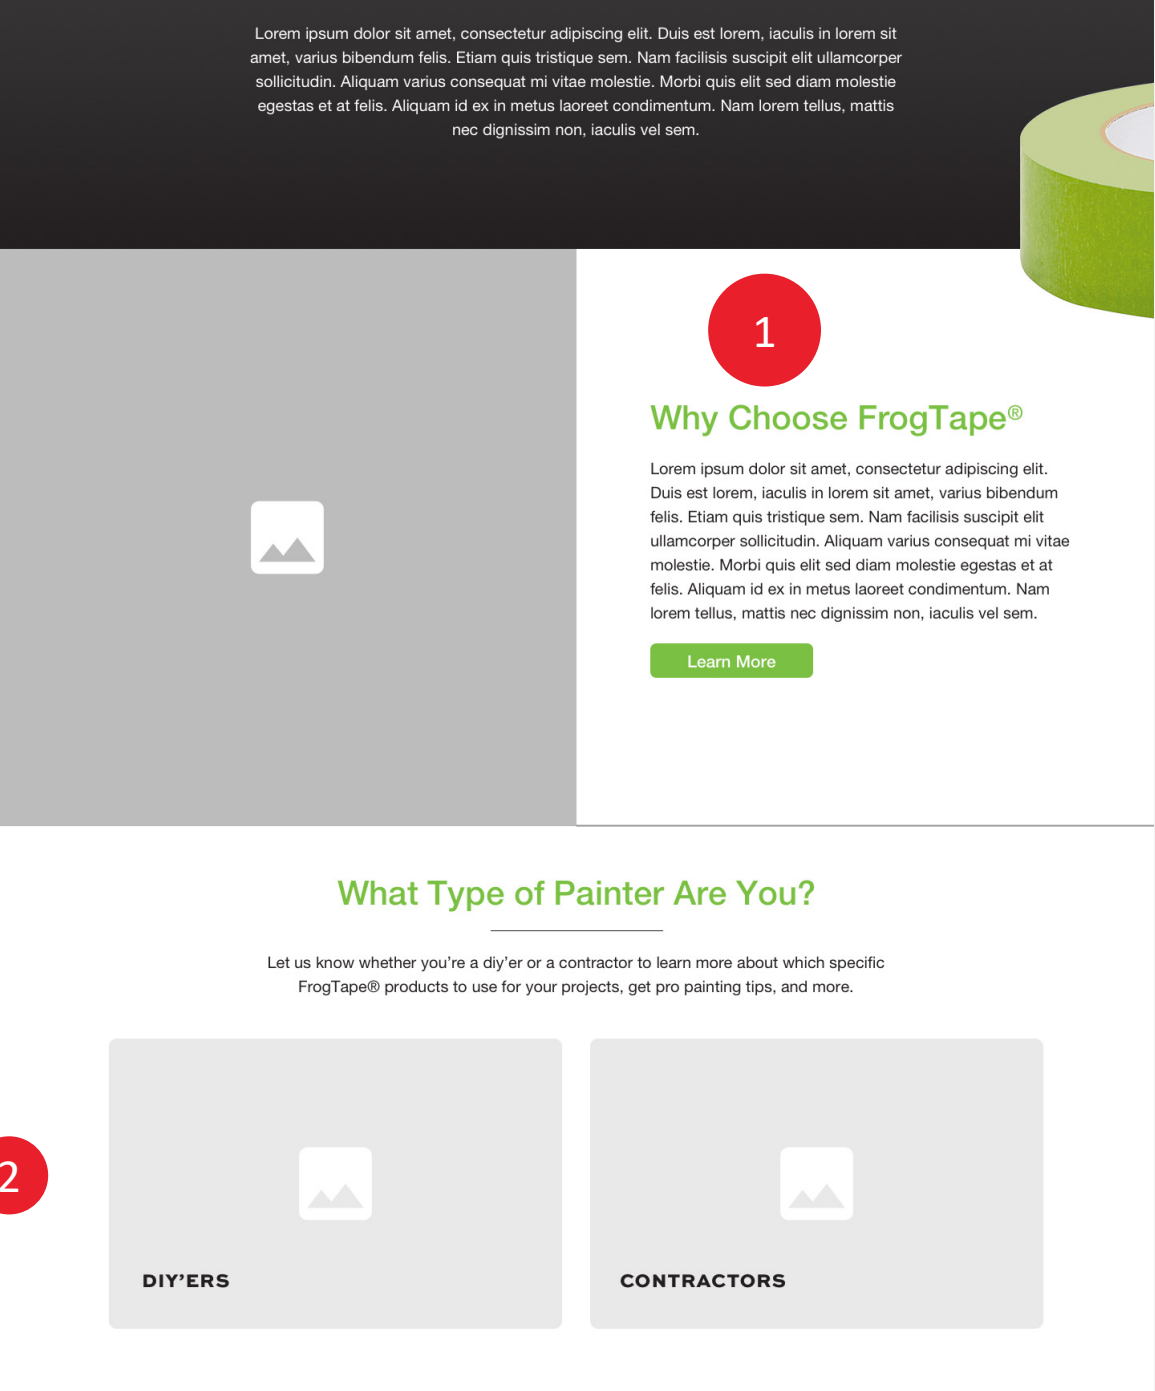 Lorem ipsum dolor sit amet, consectetur adipiscing elit. Duis est lorem, iaculis in lorem sit
amet, varius bibendum felis. Etiam quis tristique sem. Nam facilisis suscipit elit ullamcorper
sollicitudin. Aliquam varius consequat mi vitae molestie. Morbi quis elit sed diam molestie
egestas et at felis. Aliquam id ex in metus laoreet condimentum. Nam lorem tellus, mattis
nec dignissim non, iaculis vel sem.
1
Why Choose FrogTape®
Lorem ipsum dolor sit amet, consectetur adipiscing elit.
Duis est lorem, iaculis in lorem sit amet, varius bibendum
felis. Etiam quis tristique sem. Nam facilisis suscipit elit
ullamcorper sollicitudin. Aliquam varius consequat mi vitae
molestie. Morbi quis elit sed diam molestie egestas et at
felis. Aliquam id ex in metus laoreet condimentum. Nam
lorem tellus, mattis nec dignissim non, iaculis vel sem.
Learn More
What Type of Painter Are You?
Let us know whether you’re a diy’er or a contractor to learn more about which specific
FrogTape® products to use for your projects, get pro painting tips, and more.
2
DIY’ERS
CONTRACTORS